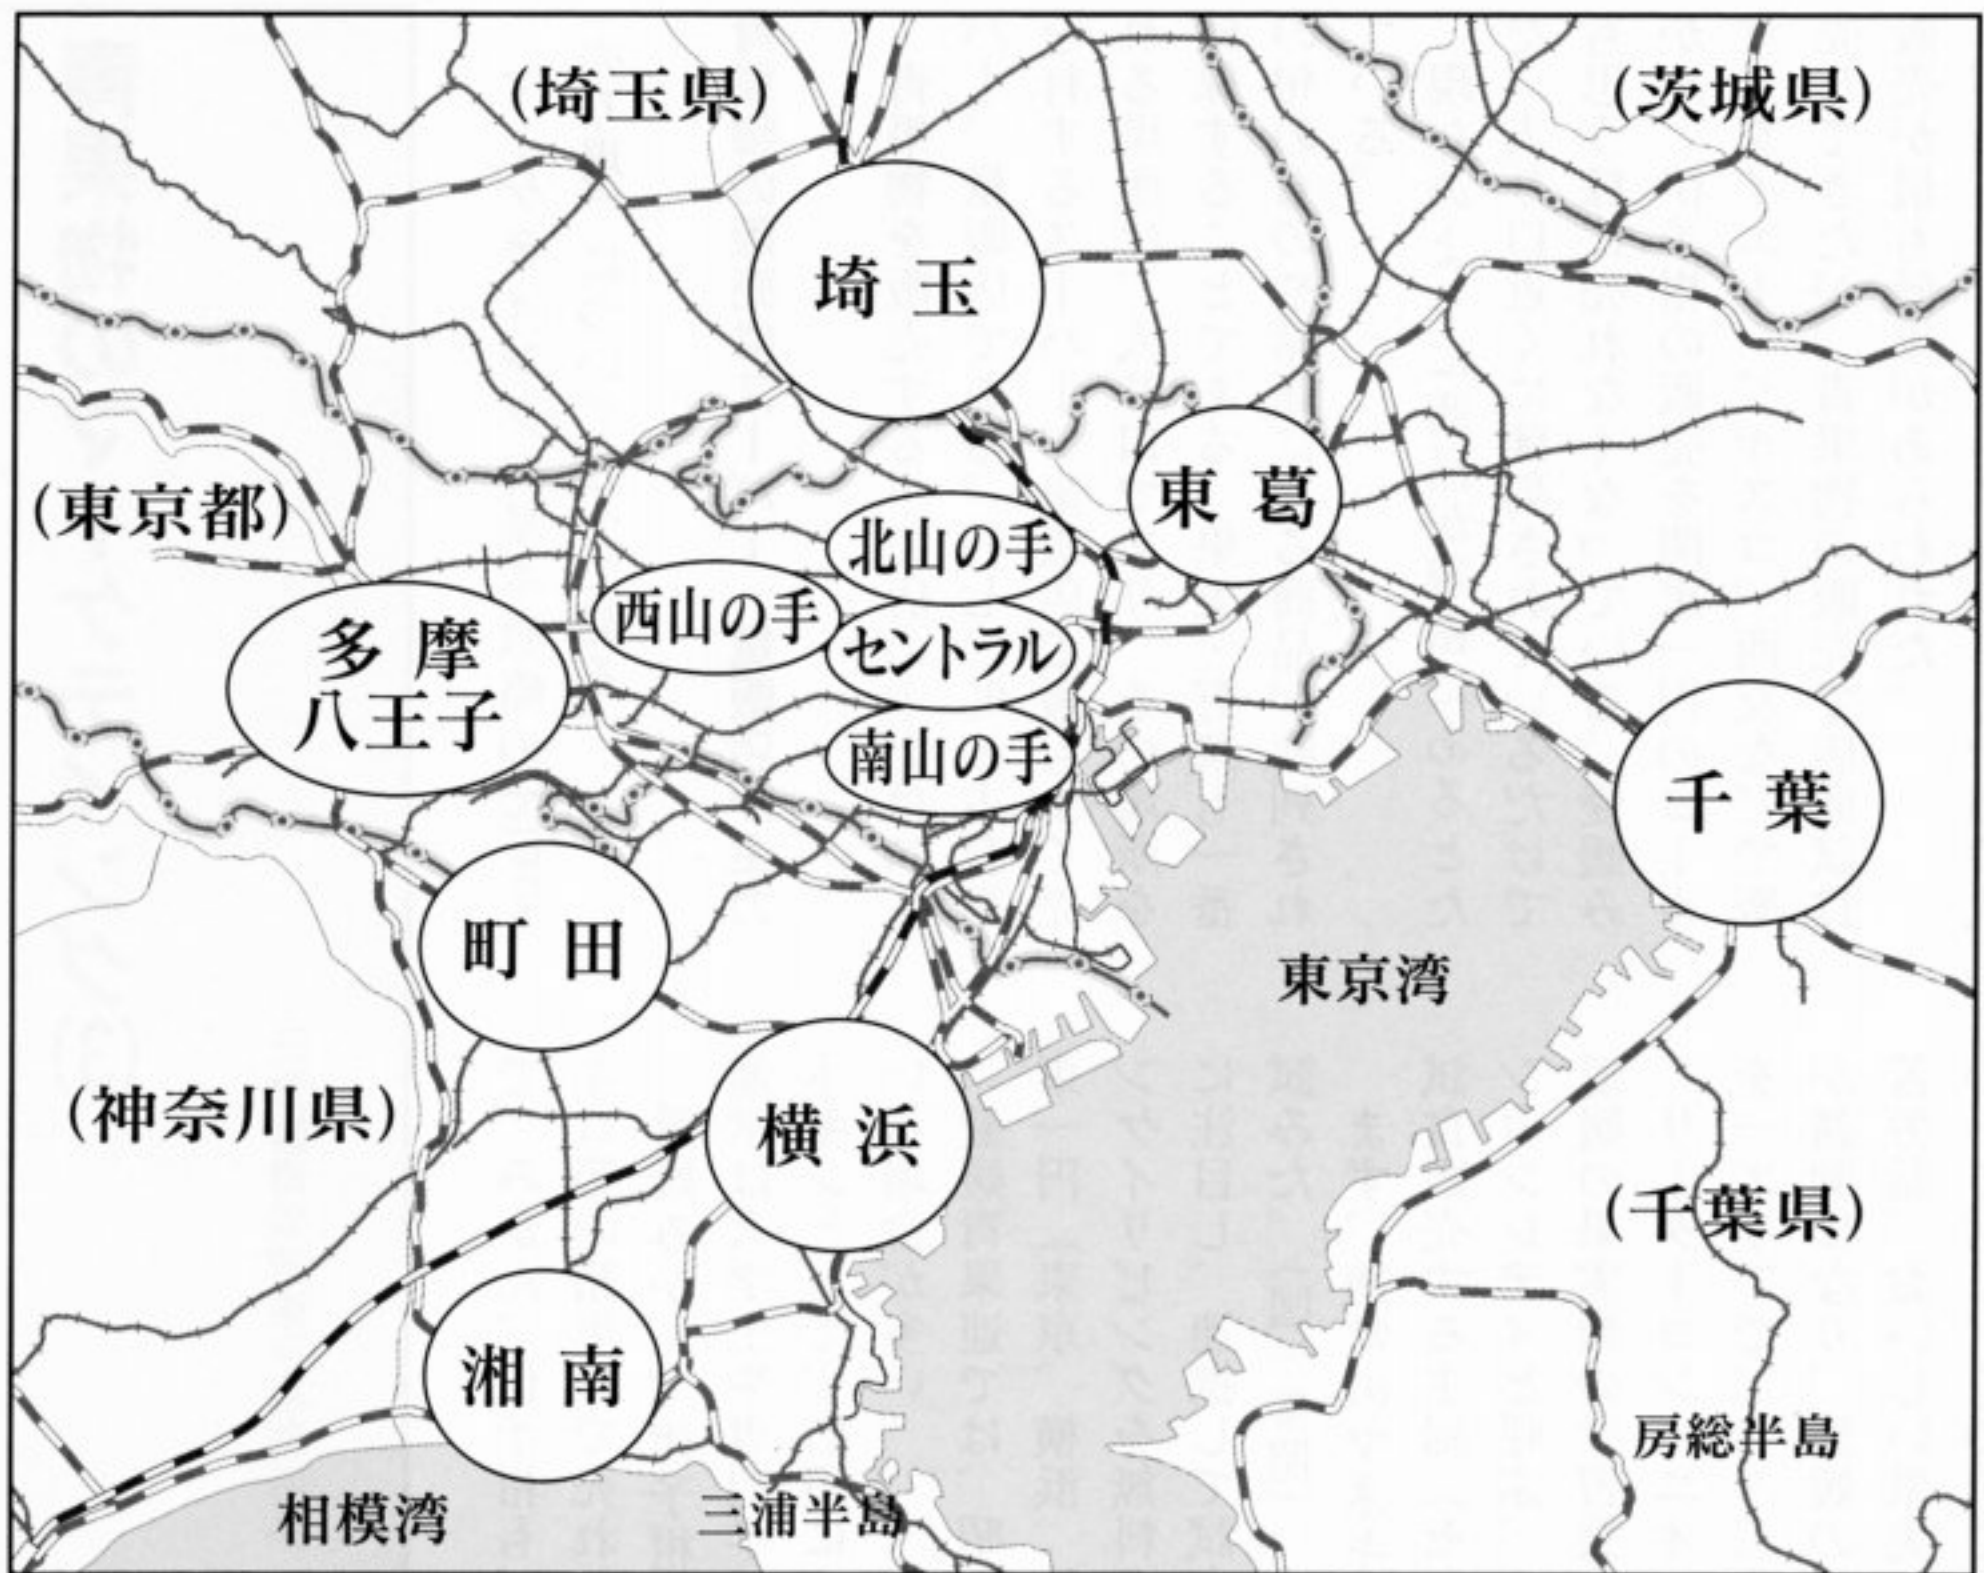 (埼玉県)
(茨城県)
埼玉
東葛
(東京都)
北山の手
西山の手
セントラル
多摩
八王子
南山の手
千葉
町田
東京湾
(神奈川県)
横浜
(千葉県)
湘南
房総半島
相模湾
三浦半島